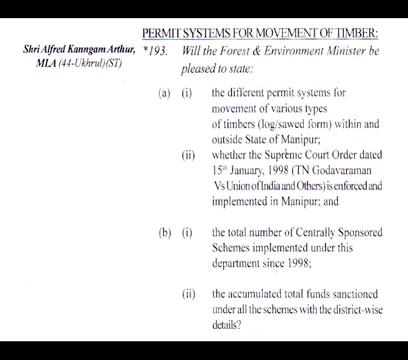 PERMIT SYSTEMS FOR MOVEMENT OF TIMBER:
Shri Alfred Kanngam Arthur, *193. Will the Forest & Environment Minister be
MLA (44-Ukhrul)(ST) pleased to state:
(a) (i) the different permit systems for
movement of various types
of timbers (log/sawed form) within and
outside State of Manipur;
(ii) whether the Supreme Court Order dated
15th January, 1998 (TN Godavaraman
Vs Union of India and Others) is enforced and
implemented in Manipur; and
(b) (i) the total number of Centrally Sponsored
Schemes implemented under this
department since 1998;
(ii) the accumulated total funds sanctioned
under all the schemes with the district-wise
details?